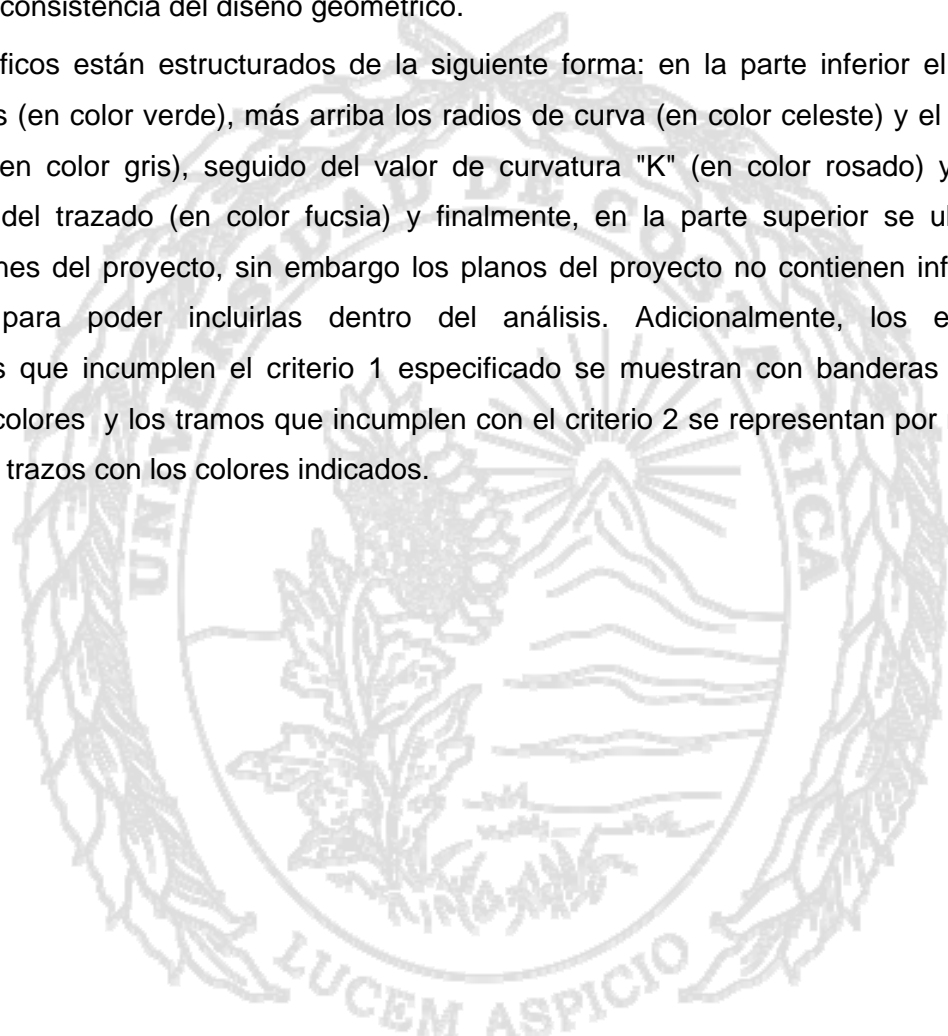 consistencia del diseño geométrico.
ficos están estructurados de la siguiente forma: en la parte inferior el
s (en color verde), más arriba los radios de curva (en color celeste) y el
en color gris), seguido del valor de curvatura "K" (en color rosado) y
del trazado (en color fucsia) y finalmente, en la parte superior se
nes del proyecto, sin embargo los planos del proyecto no contienen inf
para poder incluirlas dentro del análisis. Adicionalmente, los e
s que incumplen el criterio 1 especificado se muestran con banderas
colores y los tramos que incumplen con el criterio 2 se representan por
trazos con los colores indicados.
UNIVERSIDAD DE COSTA RICA
LUCEM ASPICIO